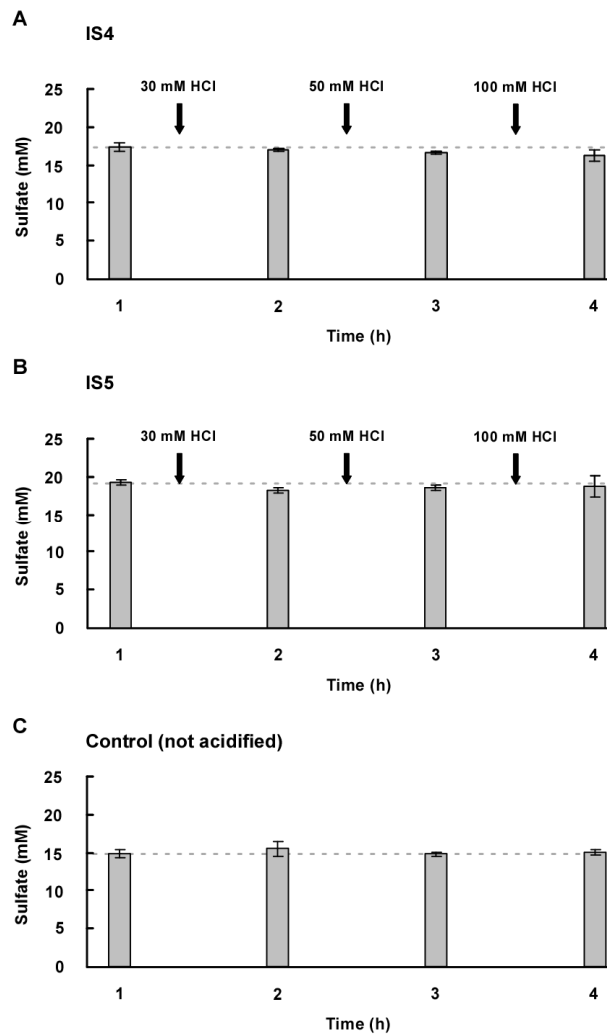 A
IS4
30 mM HCl 50 mM HCl 100 mM HCl
25
20
15
10
5
0
Sulfate (mM)
1 2 3 4
Time (h)
B
IS5
30 mM HCl 50 mM HCl 100 mM HCl
25
20
15
10
5
0
Sulfate (mM)
1 2 3 4
Time (h)
C
Control (not acidified)
25
20
15
10
5
0
Sulfate (mM)
1 2 3 4
Time (h)